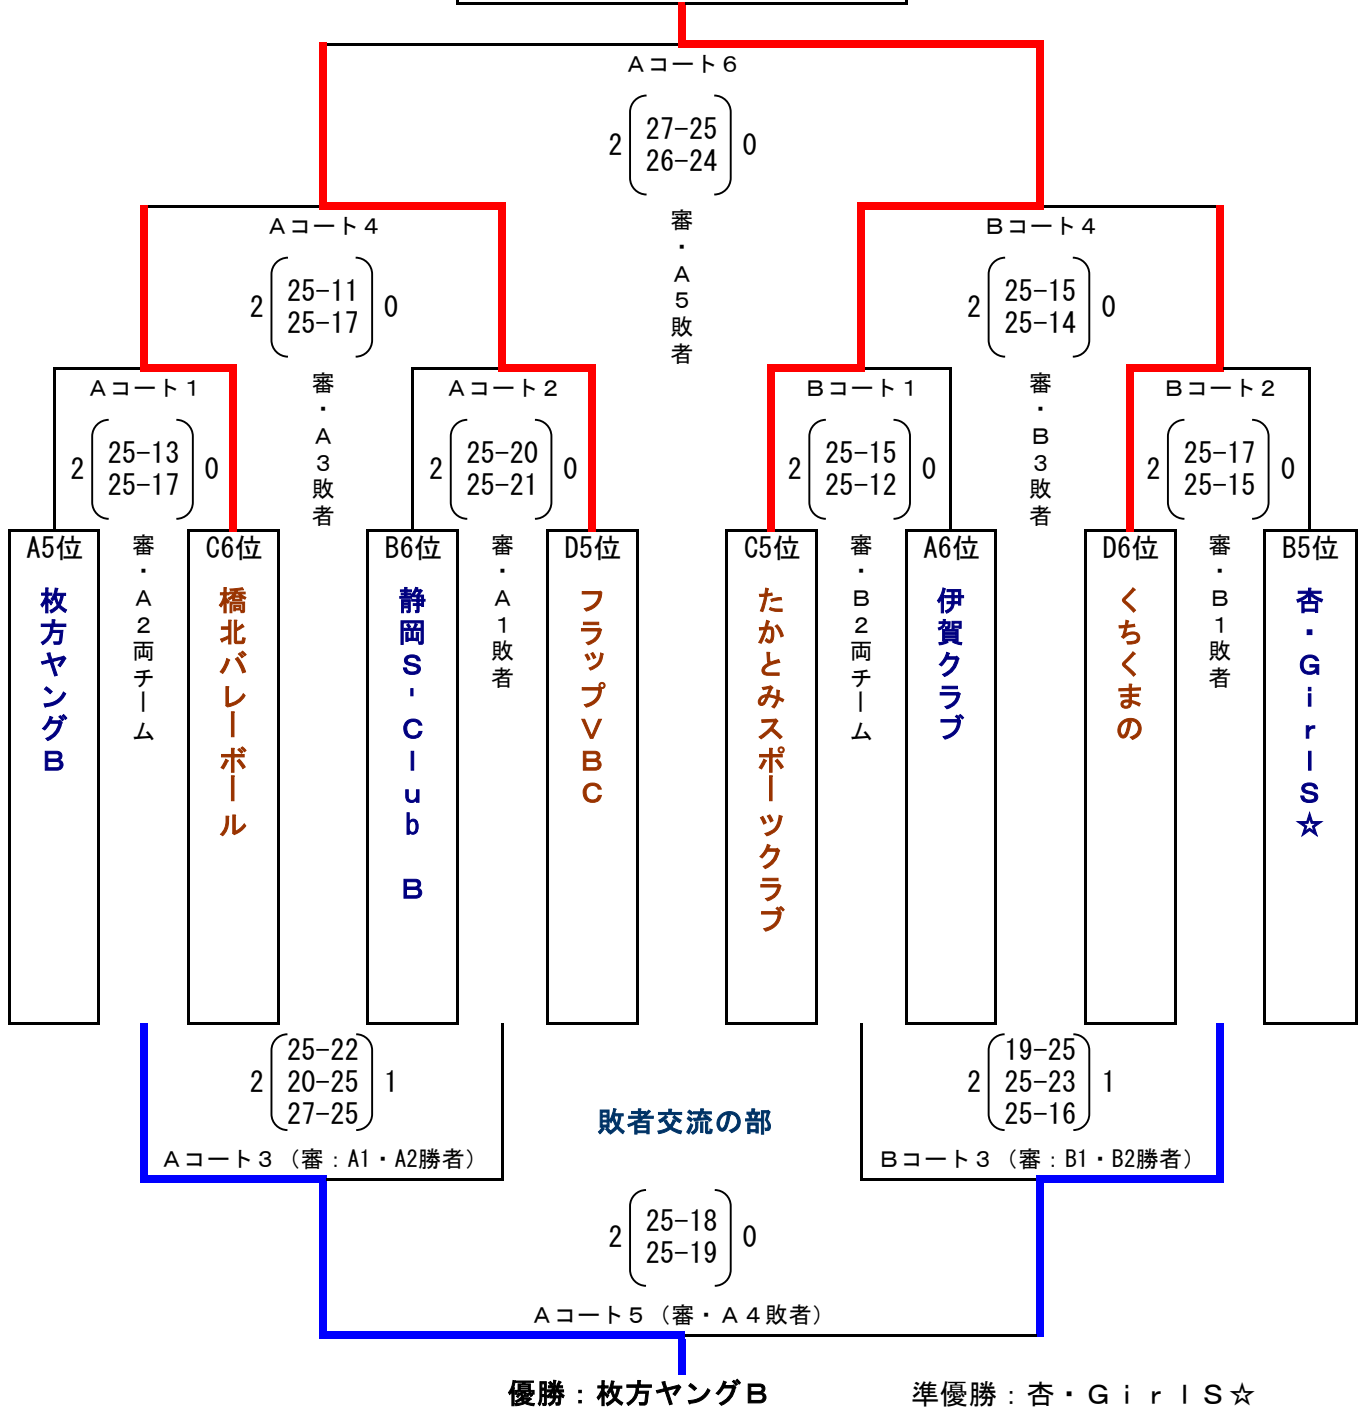 Ａコート６
2 27-25 0
26-24
審・Ａ５敗者
Ａコート４
2 25-11 0
25-17
審・Ａ３敗者
Ｂコート４
2 25-15 0
25-14
審・Ｂ３敗者
Ａコート１
2 25-13 0
25-17
審・Ａ２両チーム
Ａコート２
2 25-20 0
25-21
審・Ａ１敗者
Ｂコート１
2 25-15 0
25-12
審・Ｂ２両チーム
Ｂコート２
2 25-17 0
25-15
審・Ｂ１敗者
A5位
枚方ヤングＢ
C6位
橋北バレーボール
B6位
静岡Ｓ'Ｃｌｕｂ　Ｂ
D5位
フラップＶＢＣ
C5位
たかとみスポーツクラブ
A6位
伊賀クラブ
D6位
くちくまの
B5位
杏・ＧｉｒｌＳ☆
25-22
2 20-25 1
27-25
Ａコート３（審：A1・A2勝者）
19-25
2 25-23 1
25-16
Ｂコート３（審：B1・B2勝者）
敗者交流の部
2 25-18 0
25-19
Ａコート５（審・Ａ４敗者）
優勝：枚方ヤングＢ
準優勝：杏・ＧｉｒｌＳ☆